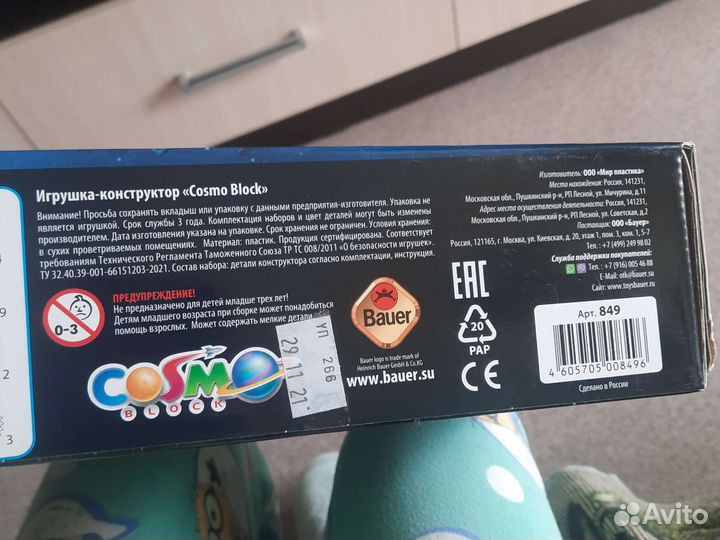 Игрушка-конструктор «Cosmo Block»
Внимание! Просьба сохранять вкладыш или упаковку с данными предприятия-изготовителя. Упаковка не
является игрушкой. Срок службы 3 года. Комплектация наборов и цвет деталей могут быть изменены
производителем. Дата изготовления указана на упаковке. Срок хранения не ограничен. Условия хранения:
в сухих проветриваемых помещениях. Материал: пластик. Продукция сертифицирована. Соответствует
требованиям Технического Регламента Таможенного Союза ТР ТС 008/2011 «О безопасности игрушек».
ТУ 32.40.39-001-66151203-2021. Состав набора: детали конструктора согласно комплектации, инструкция.
0-3
ПРЕДУПРЕЖДЕНИЕ!
Не предназначено для детей младше трех лет!
Детям младшего возраста при сборке может понадобиться
помощь взрослых. Может содержать мелкие детали
COSMO
BLOCK
УП 266
29.11.21
Bauer
Bauer logo is trade mark of
Heinrich Bauer GmbH & Co.KG
www.bauer.su
Изготовитель: ООО «Мир пластика»
Место нахождения: Россия, 141231,
Московская обл., Пушкинский р-н, РП Лесной, ул. Мичурина, д.11
Адрес места осуществления деятельности: Россия, 141231,
Московская обл., Пушкинский р-н, РП Лесной, ул. Советская, д.2
Поставщик: ООО «Бауер»
Россия, 121165, г. Москва, ул. Киевская, д. 20, этаж 1, пом. 3, ком. 1, 5-7
Тел.: +7 (499) 249 98 02
Служба поддержки покупателей:
Тел.: +7 (916) 005 46 88
Email: otk@bauer.su
Сайт: www.toysbauer.ru
EAC
20
PAP
CE
Арт. 849
4 605705 008496
Сделано в России
4
9
2
3
Avito